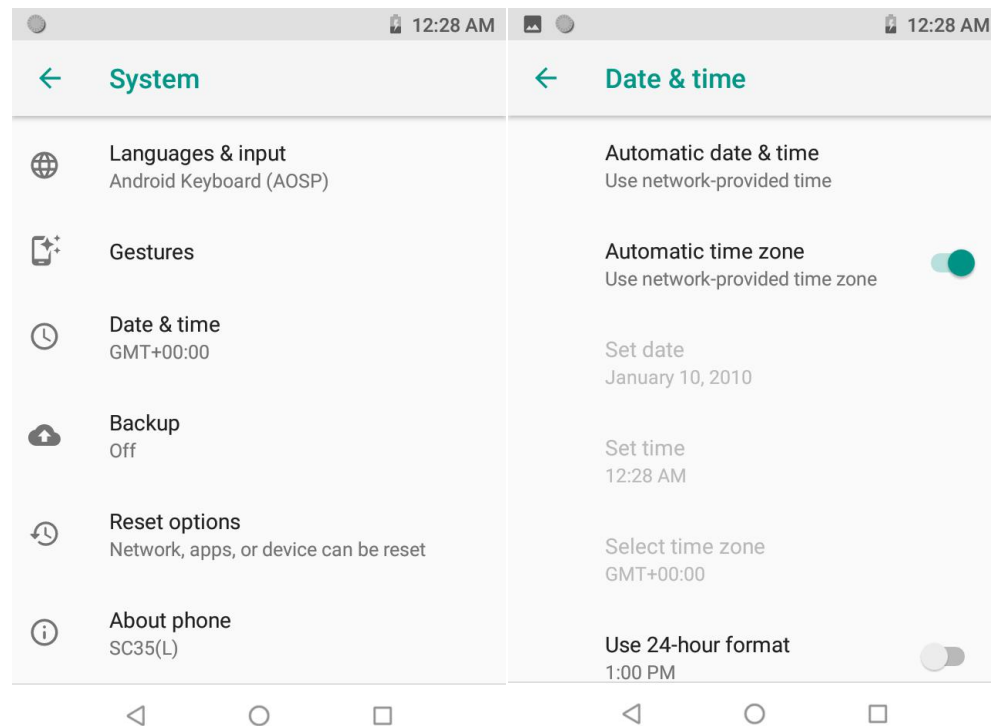 12:28 AM
System
Languages & input
Android Keyboard (AOSP)
Gestures
Date & time
GMT+00:00
Backup
Off
Reset options
Network, apps, or device can be reset
About phone
SC35(L)
12:28 AM
Date & time
Automatic date & time
Use network-provided time
Automatic time zone
Use network-provided time zone
Set date
January 10, 2010
Set time
12:28 AM
Select time zone
GMT+00:00
Use 24-hour format
1:00 PM